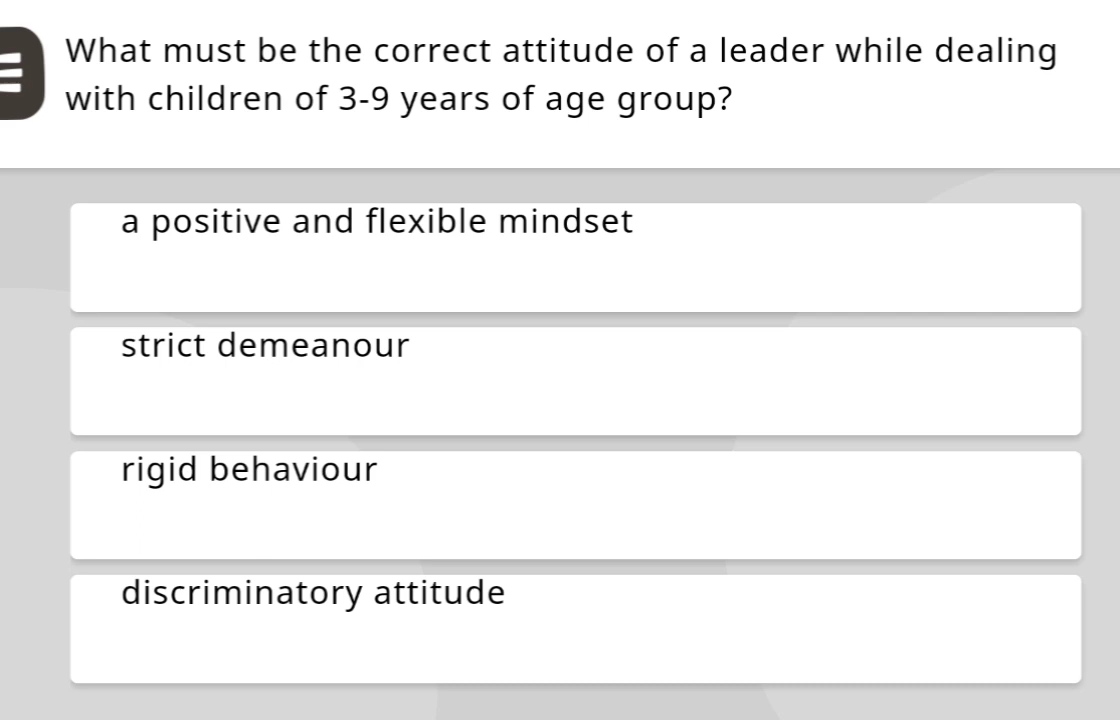 What must be the correct attitude of a leader while dealing
with children of 3-9 years of age group?
a positive and flexible mindset
strict demeanour
rigid behaviour
discriminatory attitude